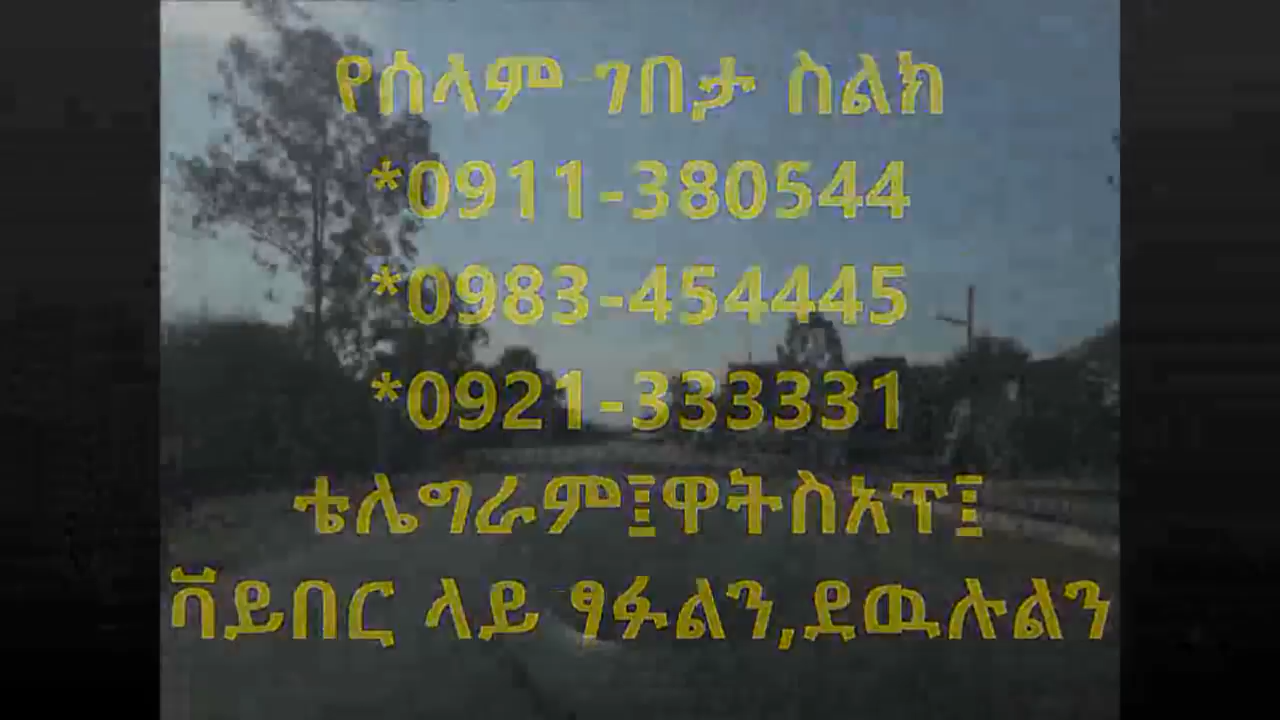 የሰላም ገበታ ስልክ
*0911-380544
*0983-454445
*0921-333331
ቴሌግራም፤ዋትስአፕ፤
ቫይበር ላይ ፃፉልን,ደዉሉልን